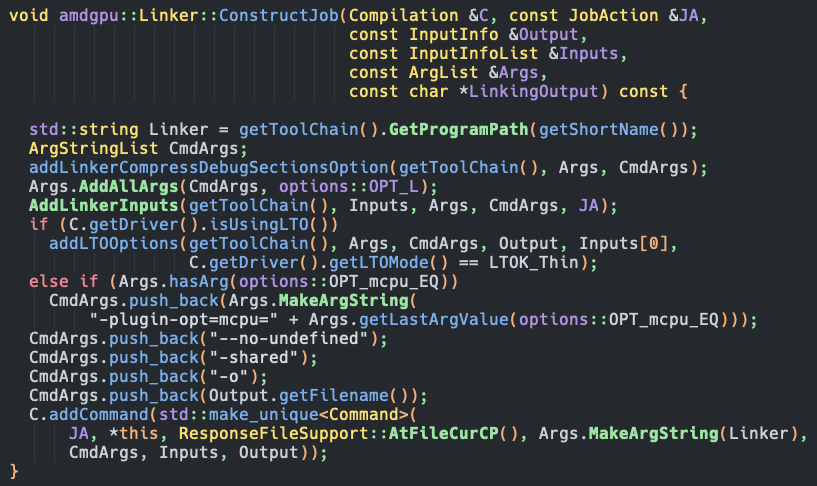 void amdgpu::Linker::ConstructJob(Compilation &C, const JobAction &JA,
                                  const InputInfo &Output,
                                  const InputInfoList &Inputs,
                                  const ArgList &Args,
                                  const char *LinkingOutput) const {

  std::string Linker = getToolChain().GetProgramPath(getShortName());
  ArgStringList CmdArgs;
  addLinkerCompressDebugSectionsOption(getToolChain(), Args, CmdArgs);
  Args.AddAllArgs(CmdArgs, options::OPT_L);
  AddLinkerInputs(getToolChain(), Inputs, Args, CmdArgs, JA);
  if (C.getDriver().isUsingLTO())
    addLTOOptions(getToolChain(), Args, CmdArgs, Output, Inputs[0],
                  C.getDriver().getLTOMode() == LTOK_Thin);
  else if (Args.hasArg(options::OPT_mcpu_EQ))
    CmdArgs.push_back(Args.MakeArgString(
        "-plugin-opt=mcpu=" + Args.getLastArgValue(options::OPT_mcpu_EQ)));
  CmdArgs.push_back("--no-undefined");
  CmdArgs.push_back("-shared");
  CmdArgs.push_back("-o");
  CmdArgs.push_back(Output.getFilename());
  C.addCommand(std::make_unique<Command>(
      JA, *this, ResponseFileSupport::AtFileCurCP(), Args.MakeArgString(Linker),
      CmdArgs, Inputs, Output));
}